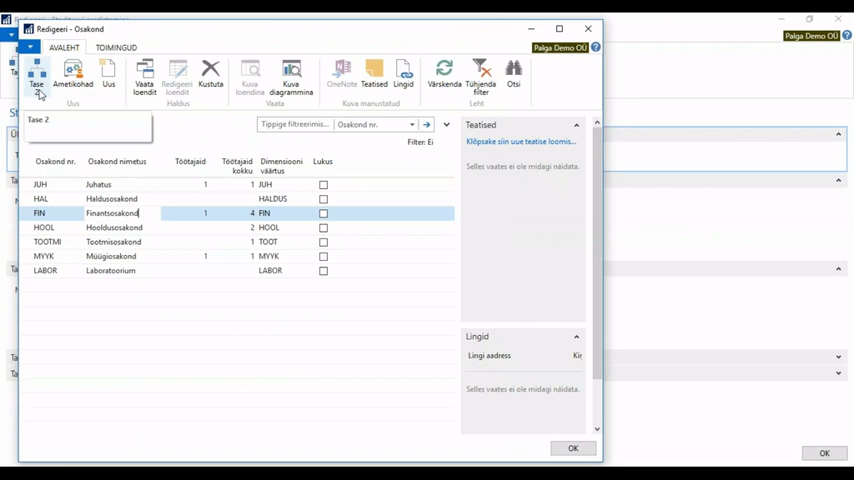 Redigeeri - Osakond
Palga Demo OÜ
AVALEHT TOIMINGUD
Palga Demo OÜ
Tase 2
Ametikohad
Uus
Vaata loendit
Redigeeri loendit
Kustuta
Kuva loendina
Kuva diagrammina
OneNote
Teatised
Lingid
Värskenda
Tühjenda filter
Otsi
Uus
Haldus
Vaata
Kuva manustatud
Leht
Tase 2
Tippige filtreerimis... Osakond nr.
Filter: Ei
Teatised
Klõpsake siin uue teatise loomis...
Selles vaates ei ole midagi näidata.
Osakond nr. Osakond nimetus Töötajaid Töötajaid kokku Dimensiooni väärtus Lukus
JUH Juhatus 1 1 JUH
HAL Haldusosakond HALDUS
FIN Finantsosakond 1 4 FIN
HOOL Hooldusosakond 2 HOOL
TOOTMI Tootmisosakond 1 TOOT
MYYK Müügiosakond 1 1 MYYK
LABOR Laboratoorium LABOR
Lingid
Lingi aadress
Selles vaates ei ole midagi näidata.
OK
OK